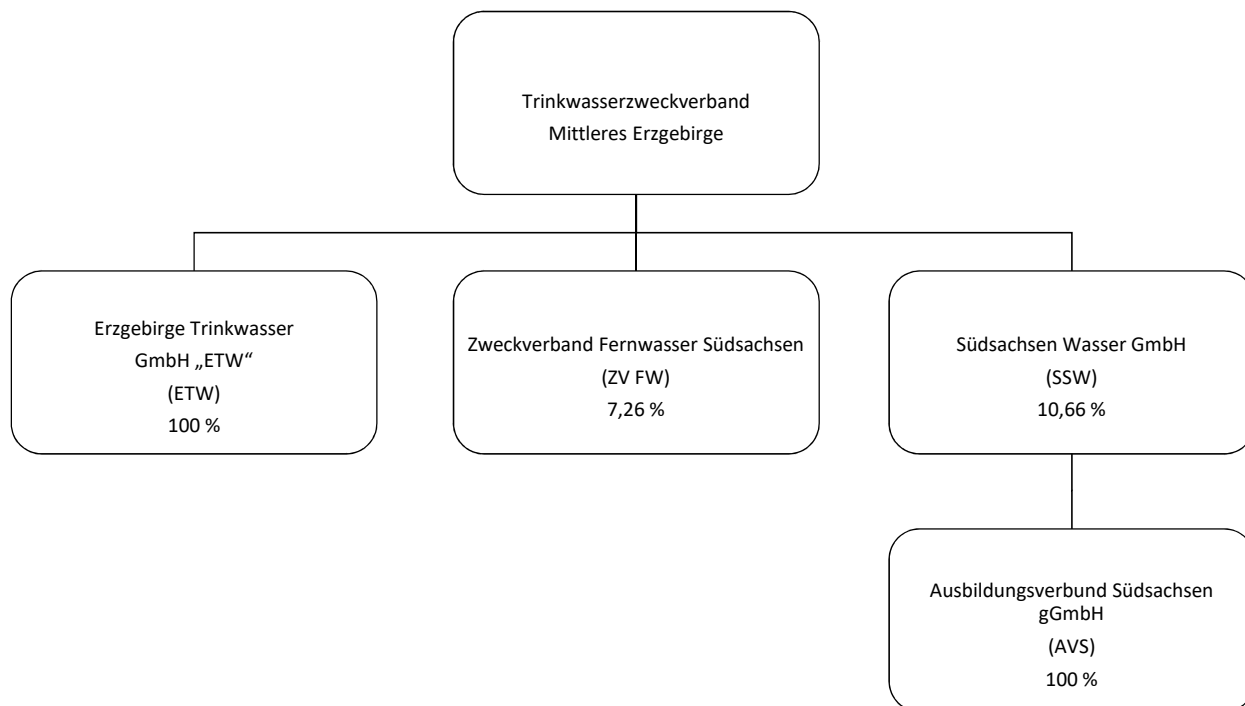 Trinkwasserzweckverband
Mittleres Erzgebirge
Erzgebirge Trinkwasser
GmbH „ETW“
(ETW)
100 %
Zweckverband Fernwasser Südsachsen
(ZV FW)
7,26 %
Südsachsen Wasser GmbH
(SSW)
10,66 %
Ausbildungsverbund Südsachsen
gGmbH
(AVS)
100 %